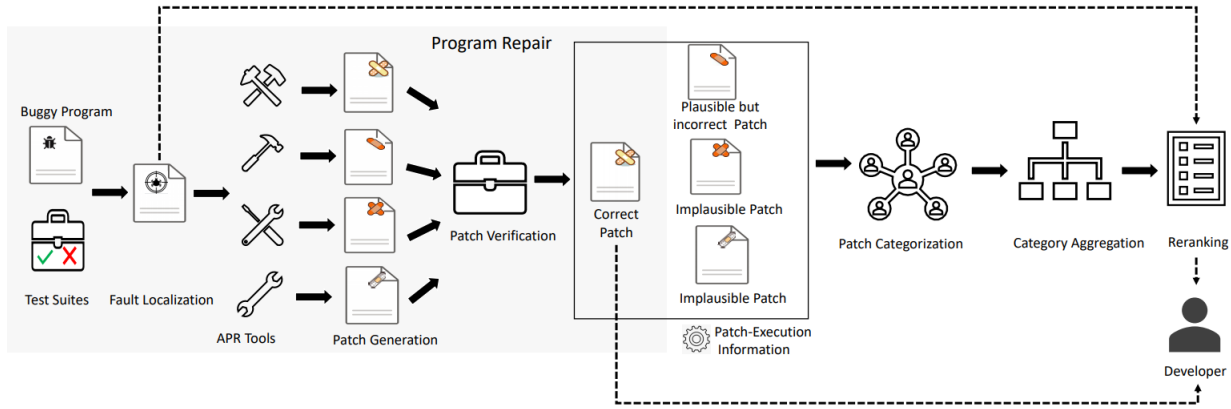 Program Repair
Buggy Program
Test Suites
Fault Localization
APR Tools
Patch Generation
Patch Verification
Correct
Patch
Plausible but
incorrect Patch
Implausible Patch
Implausible Patch
Patch-Execution
Information
Patch Categorization
Category Aggregation
Reranking
Developer